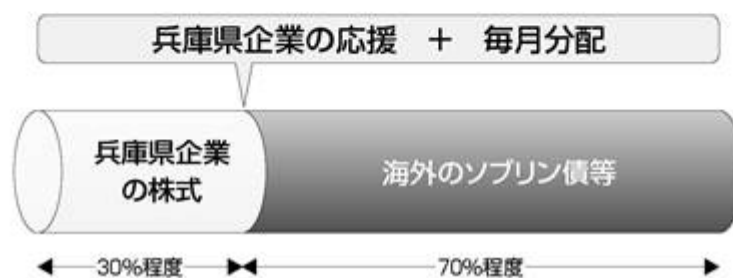 兵庫県企業の応援 ＋ 毎月分配
兵庫県企業
の株式
海外のソブリン債等
30%程度
70%程度